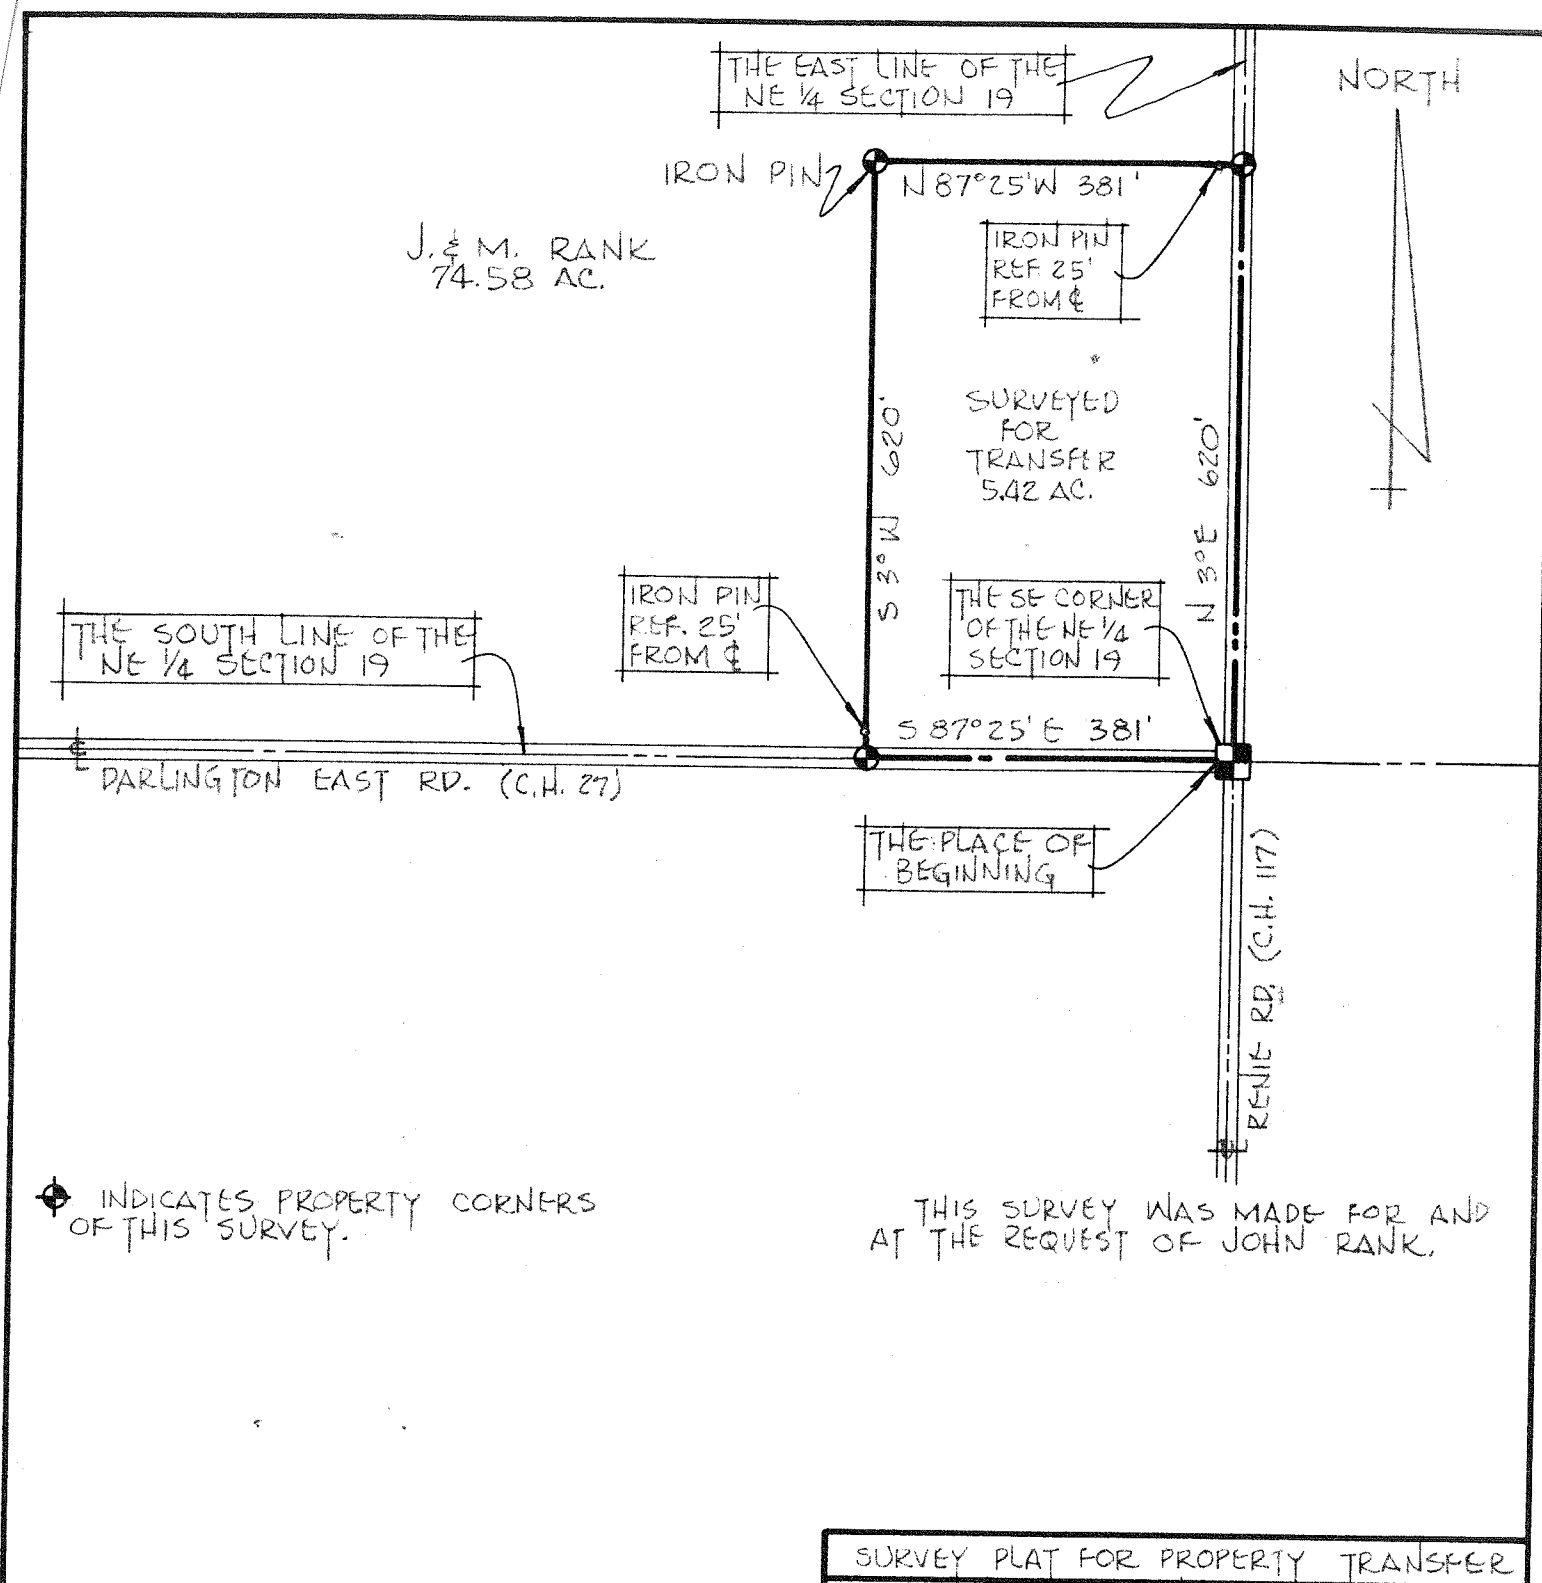 THE EAST LINE OF THE
NE 1/4 SECTION 19
NORTH
IRON PIN
N 87°25'W 381'
J. & M. RANK
74.58 AC.
IRON PIN
REF. 25'
FROM ℄
SURVEYED
FOR
TRANSFER
5.42 AC.
S 3° W 620'
N 3° E 620'
IRON PIN
REF. 25'
FROM ℄
THE SE CORNER
OF THE NE 1/4
SECTION 19
THE SOUTH LINE OF THE
NE 1/4 SECTION 19
S 87°25' E 381'
℄
DARLINGTON EAST RD. (C.H. 27)
THE PLACE OF
BEGINNING
RENIE RD. (C.H. 117)
℄
INDICATES PROPERTY CORNERS
OF THIS SURVEY.
THIS SURVEY WAS MADE FOR AND
AT THE REQUEST OF JOHN RANK.
SURVEY PLAT FOR PROPERTY TRANSFER